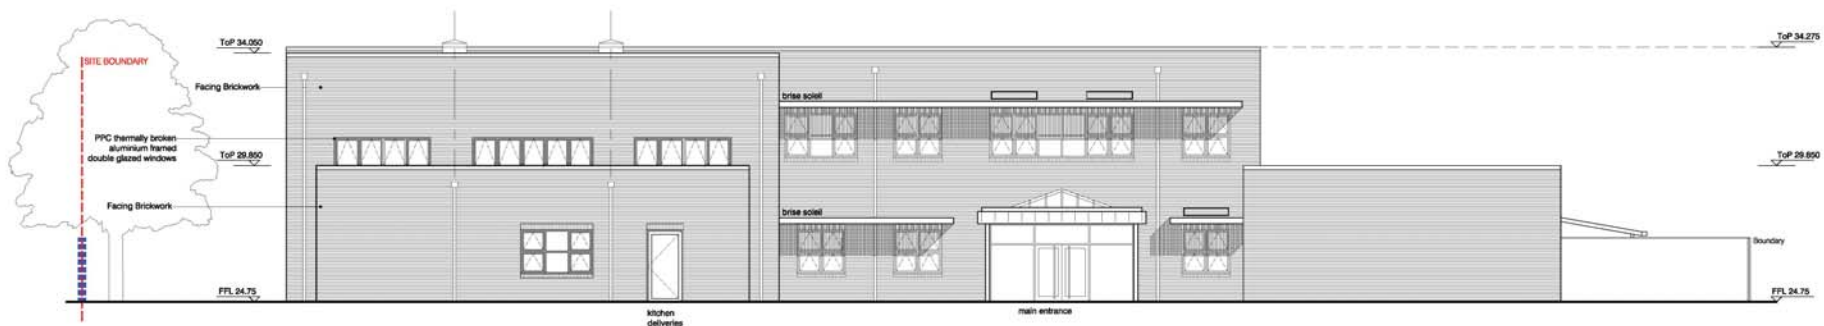 ToP 34.050
ToP 34.275
SITE BOUNDARY
Facing Brickwork
brise soleil
PPC thermally broken
aluminium framed
double glazed windows
ToP 29.850
ToP 29.850
Facing Brickwork
brise soleil
Boundary
FFL 24.75
FFL 24.75
kitchen
deliveries
main entrance